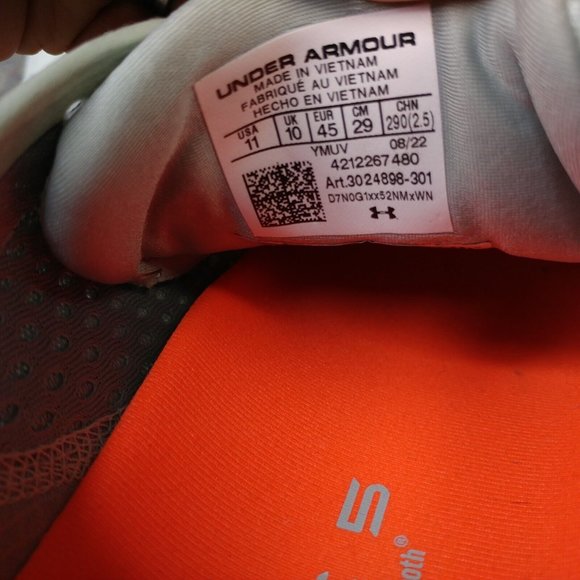 UNDER ARMOUR
MADE IN VIETNAM
FABRIQUÉ AU VIETNAM
HECHO EN VIETNAM
USA UK EUR CM CHN
11 10 45 29 290(2.5)
YMUV 08/22
4212267480
Art.3024898-301
D7N0G1xx52NMxWN
S
oth®